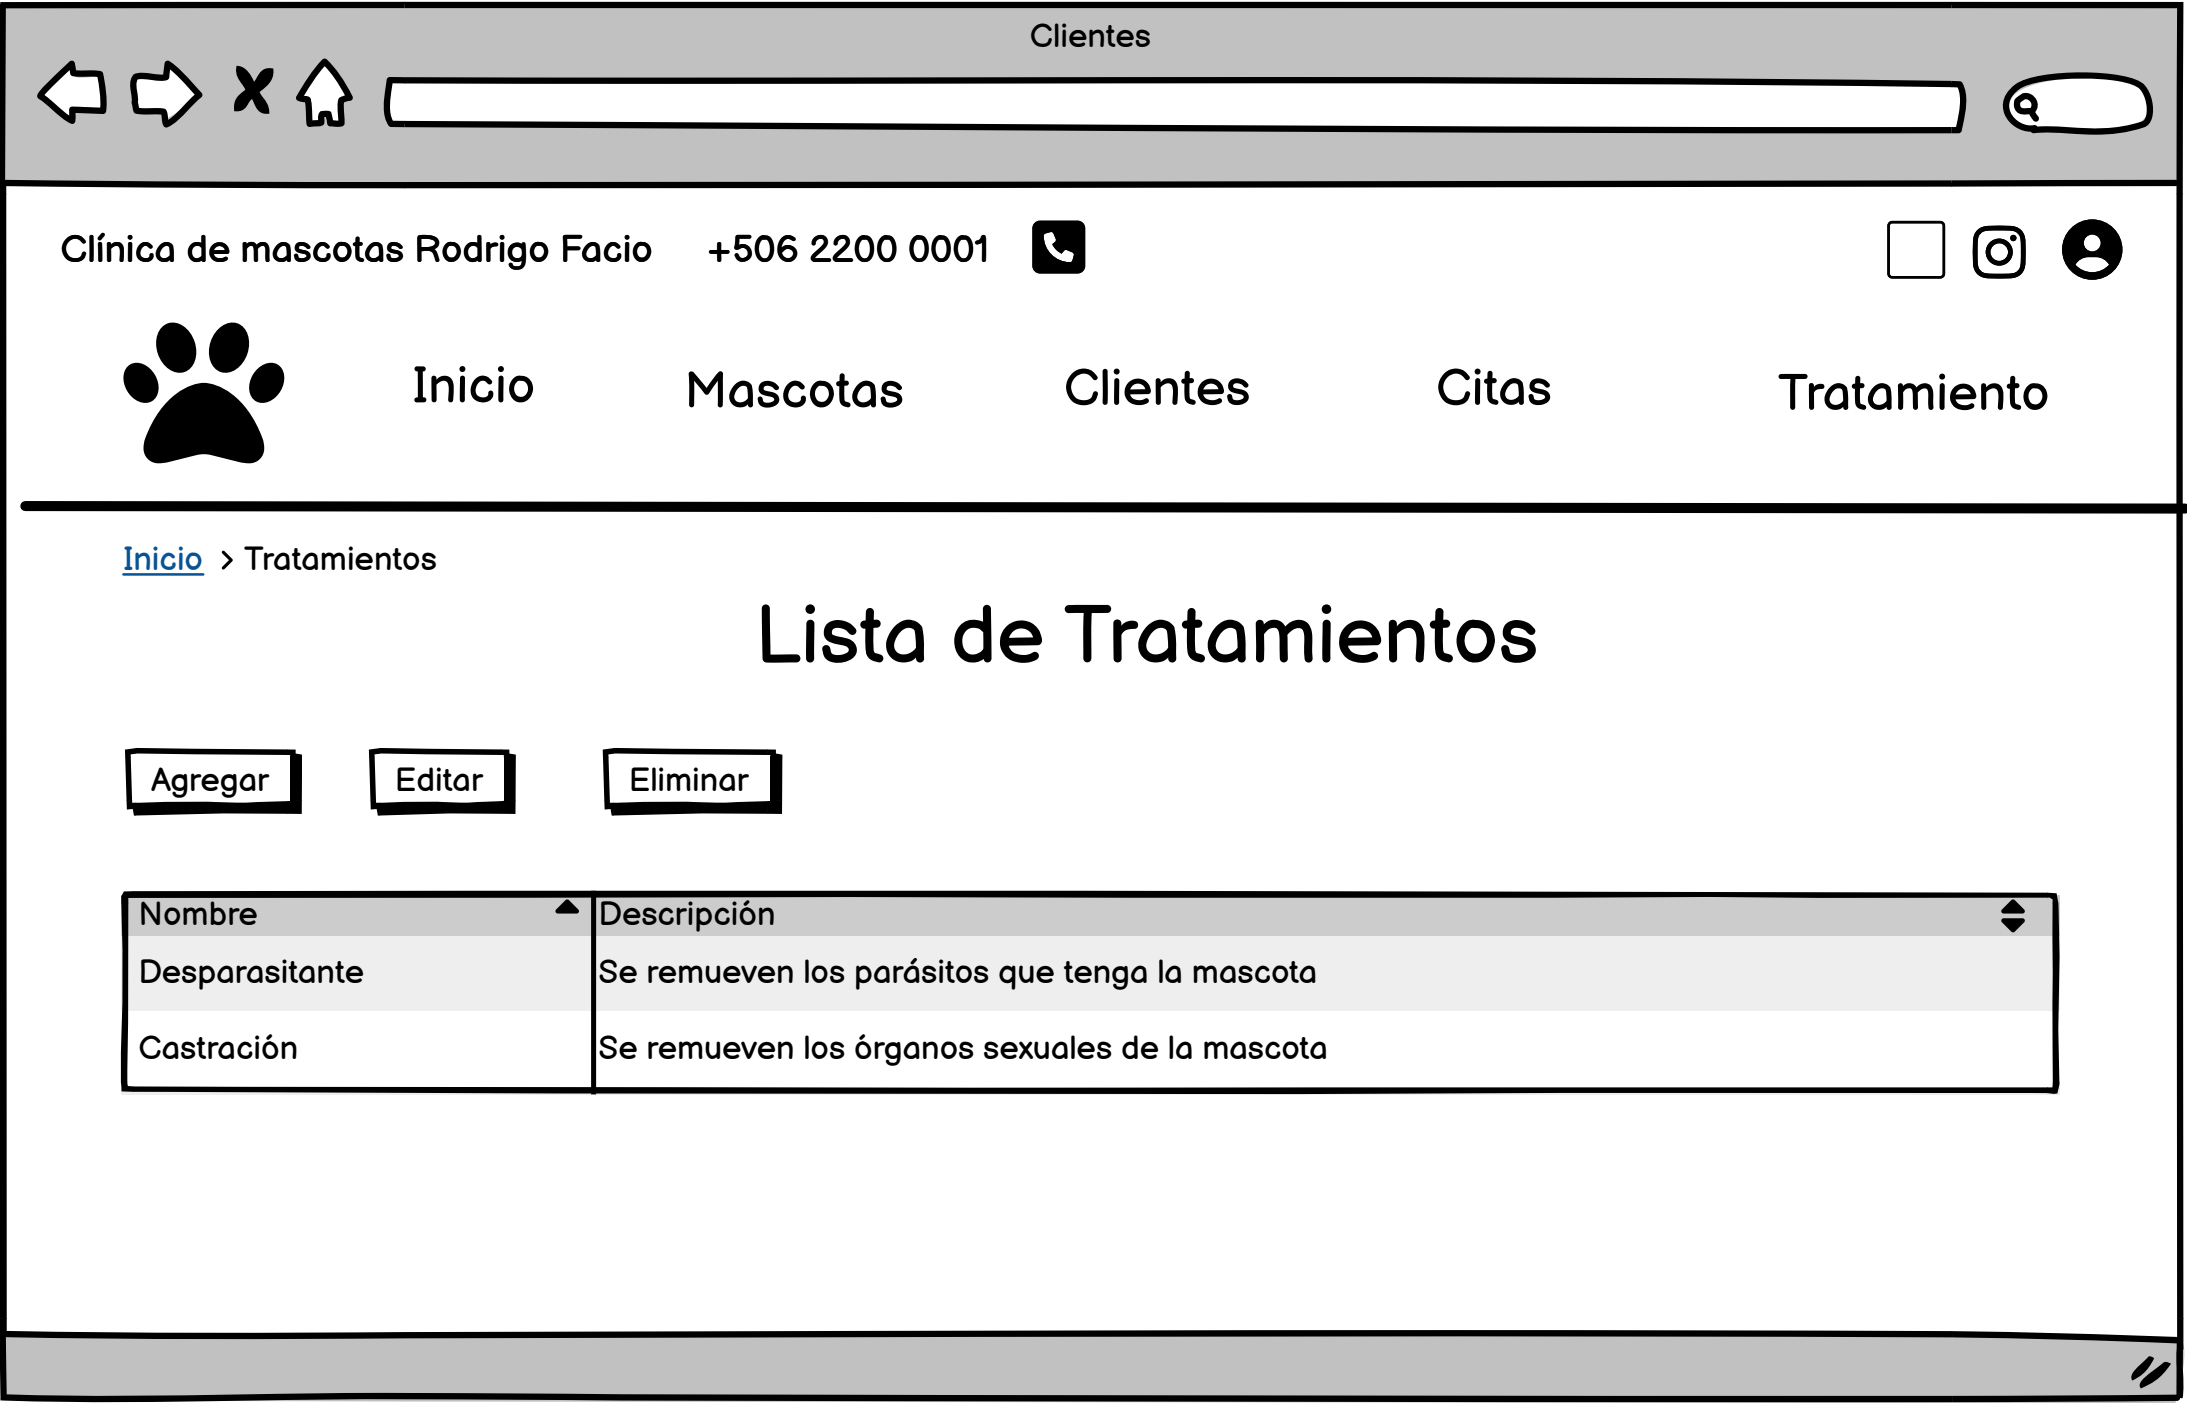 Clientes
Clínica de mascotas Rodrigo Facio +506 2200 0001
Inicio Mascotas Clientes Citas Tratamiento
Inicio > Tratamientos
Lista de Tratamientos
Agregar Editar Eliminar
Nombre Descripción
Desparasitante Se remueven los parásitos que tenga la mascota
Castración Se remueven los órganos sexuales de la mascota